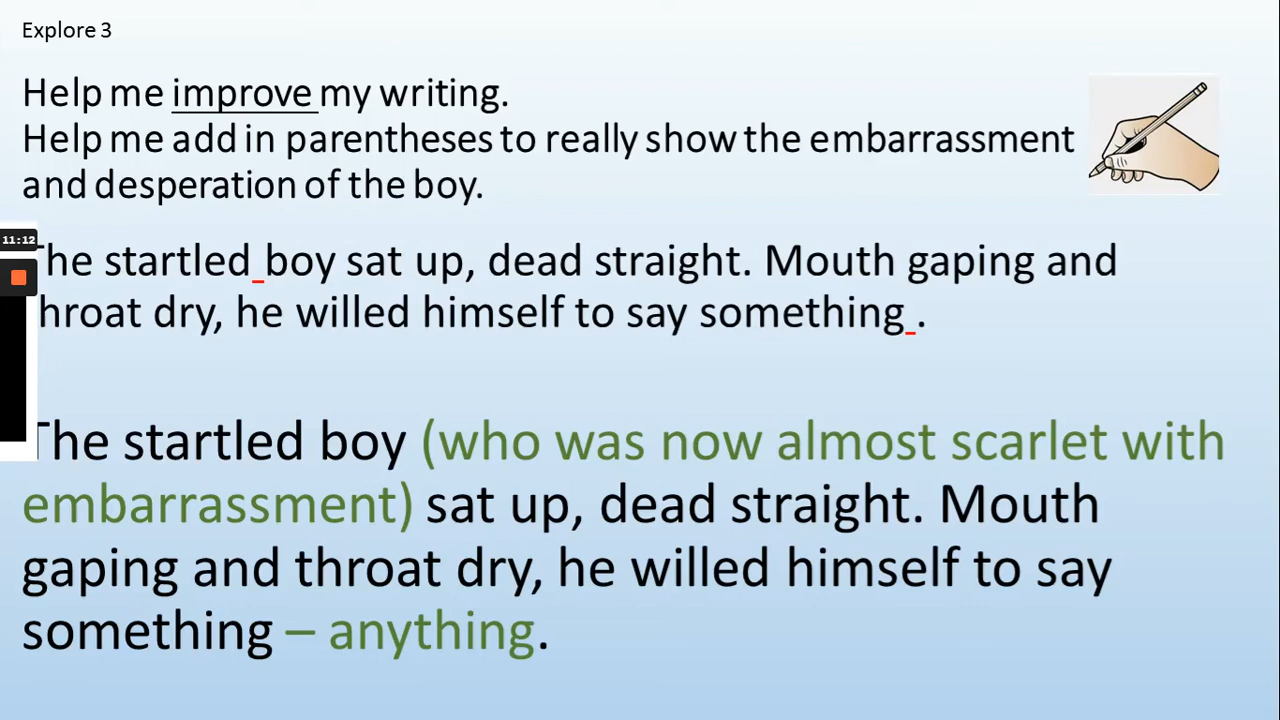 Explore 3
Help me improve my writing.
Help me add in parentheses to really show the embarrassment
and desperation of the boy.
11:12
The startled _ boy sat up, dead straight. Mouth gaping and
throat dry, he willed himself to say something _ .
The startled boy (who was now almost scarlet with
embarrassment) sat up, dead straight. Mouth
gaping and throat dry, he willed himself to say
something – anything.